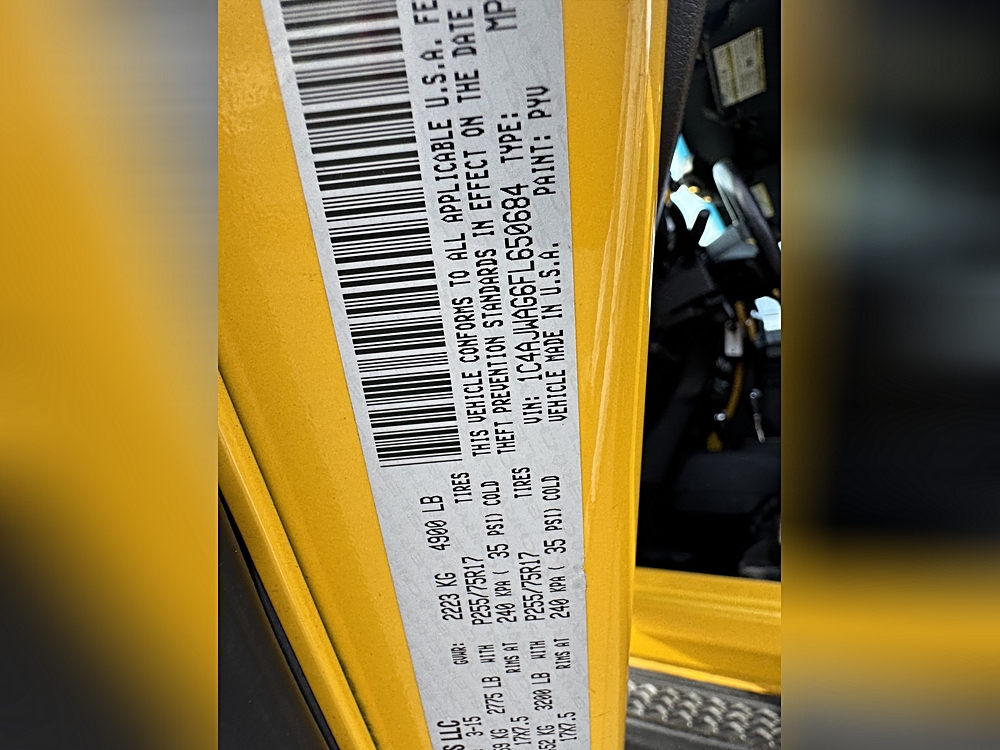 S LLC
3-15 GVWR: 2223 KG 4900 LB
KG 2775 LB WITH P255/75R17 TIRES
17X7.5 RIMS AT 240 KPA ( 35 PSI) COLD
KG 3200 LB WITH P255/75R17 TIRES
17X7.5 RIMS AT 240 KPA ( 35 PSI) COLD
THIS VEHICLE CONFORMS TO ALL APPLICABLE U.S.A. FE
THEFT PREVENTION STANDARDS IN EFFECT ON THE DATE
VIN: 1C4AJWAG6FL650684 TYPE: MP
VEHICLE MADE IN U.S.A. PAINT: PYV